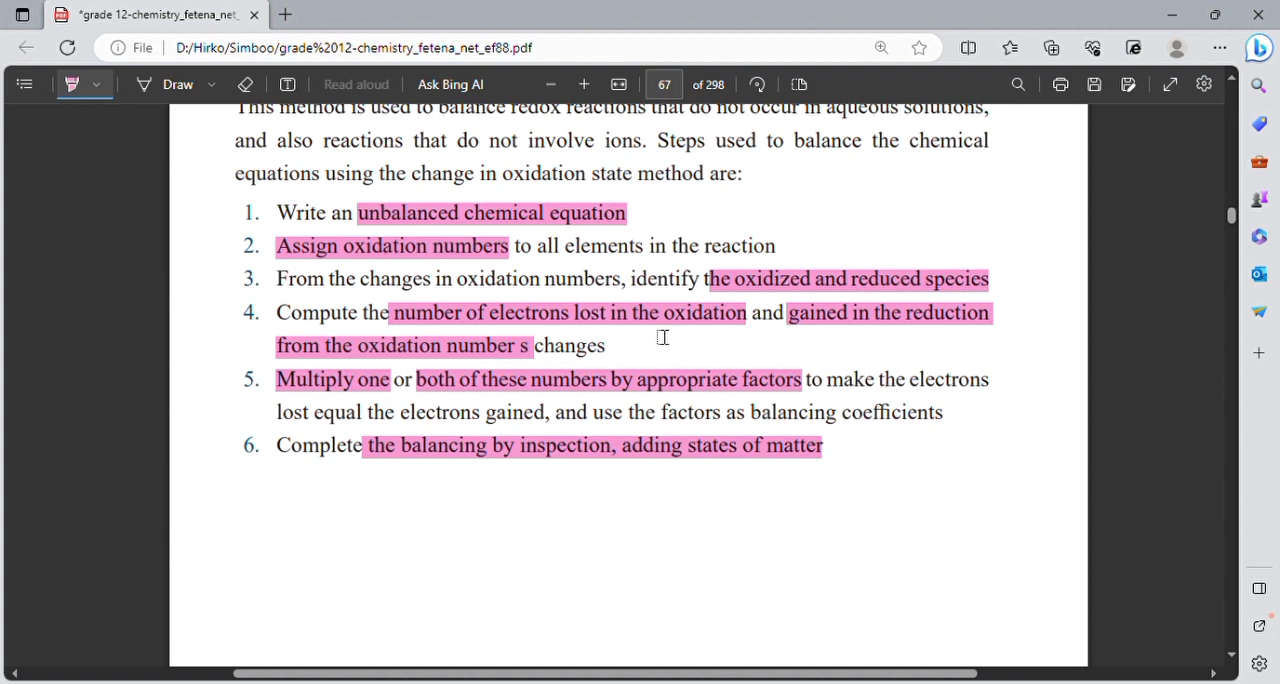 *grade 12-chemistry_fetena_net_
File
D:/Hirko/Simboo/grade%2012-chemistry_fetena_net_ef88.pdf
Draw
Read aloud
Ask Bing AI
67
of 298
This method is used to balance redox reactions that do not occur in aqueous solutions,
and also reactions that do not involve ions. Steps used to balance the chemical
equations using the change in oxidation state method are:
1. Write an unbalanced chemical equation
2. Assign oxidation numbers to all elements in the reaction
3. From the changes in oxidation numbers, identify the oxidized and reduced species
4. Compute the number of electrons lost in the oxidation and gained in the reduction
from the oxidation number s changes
5. Multiply one or both of these numbers by appropriate factors to make the electrons
lost equal the electrons gained, and use the factors as balancing coefficients
6. Complete the balancing by inspection, adding states of matter